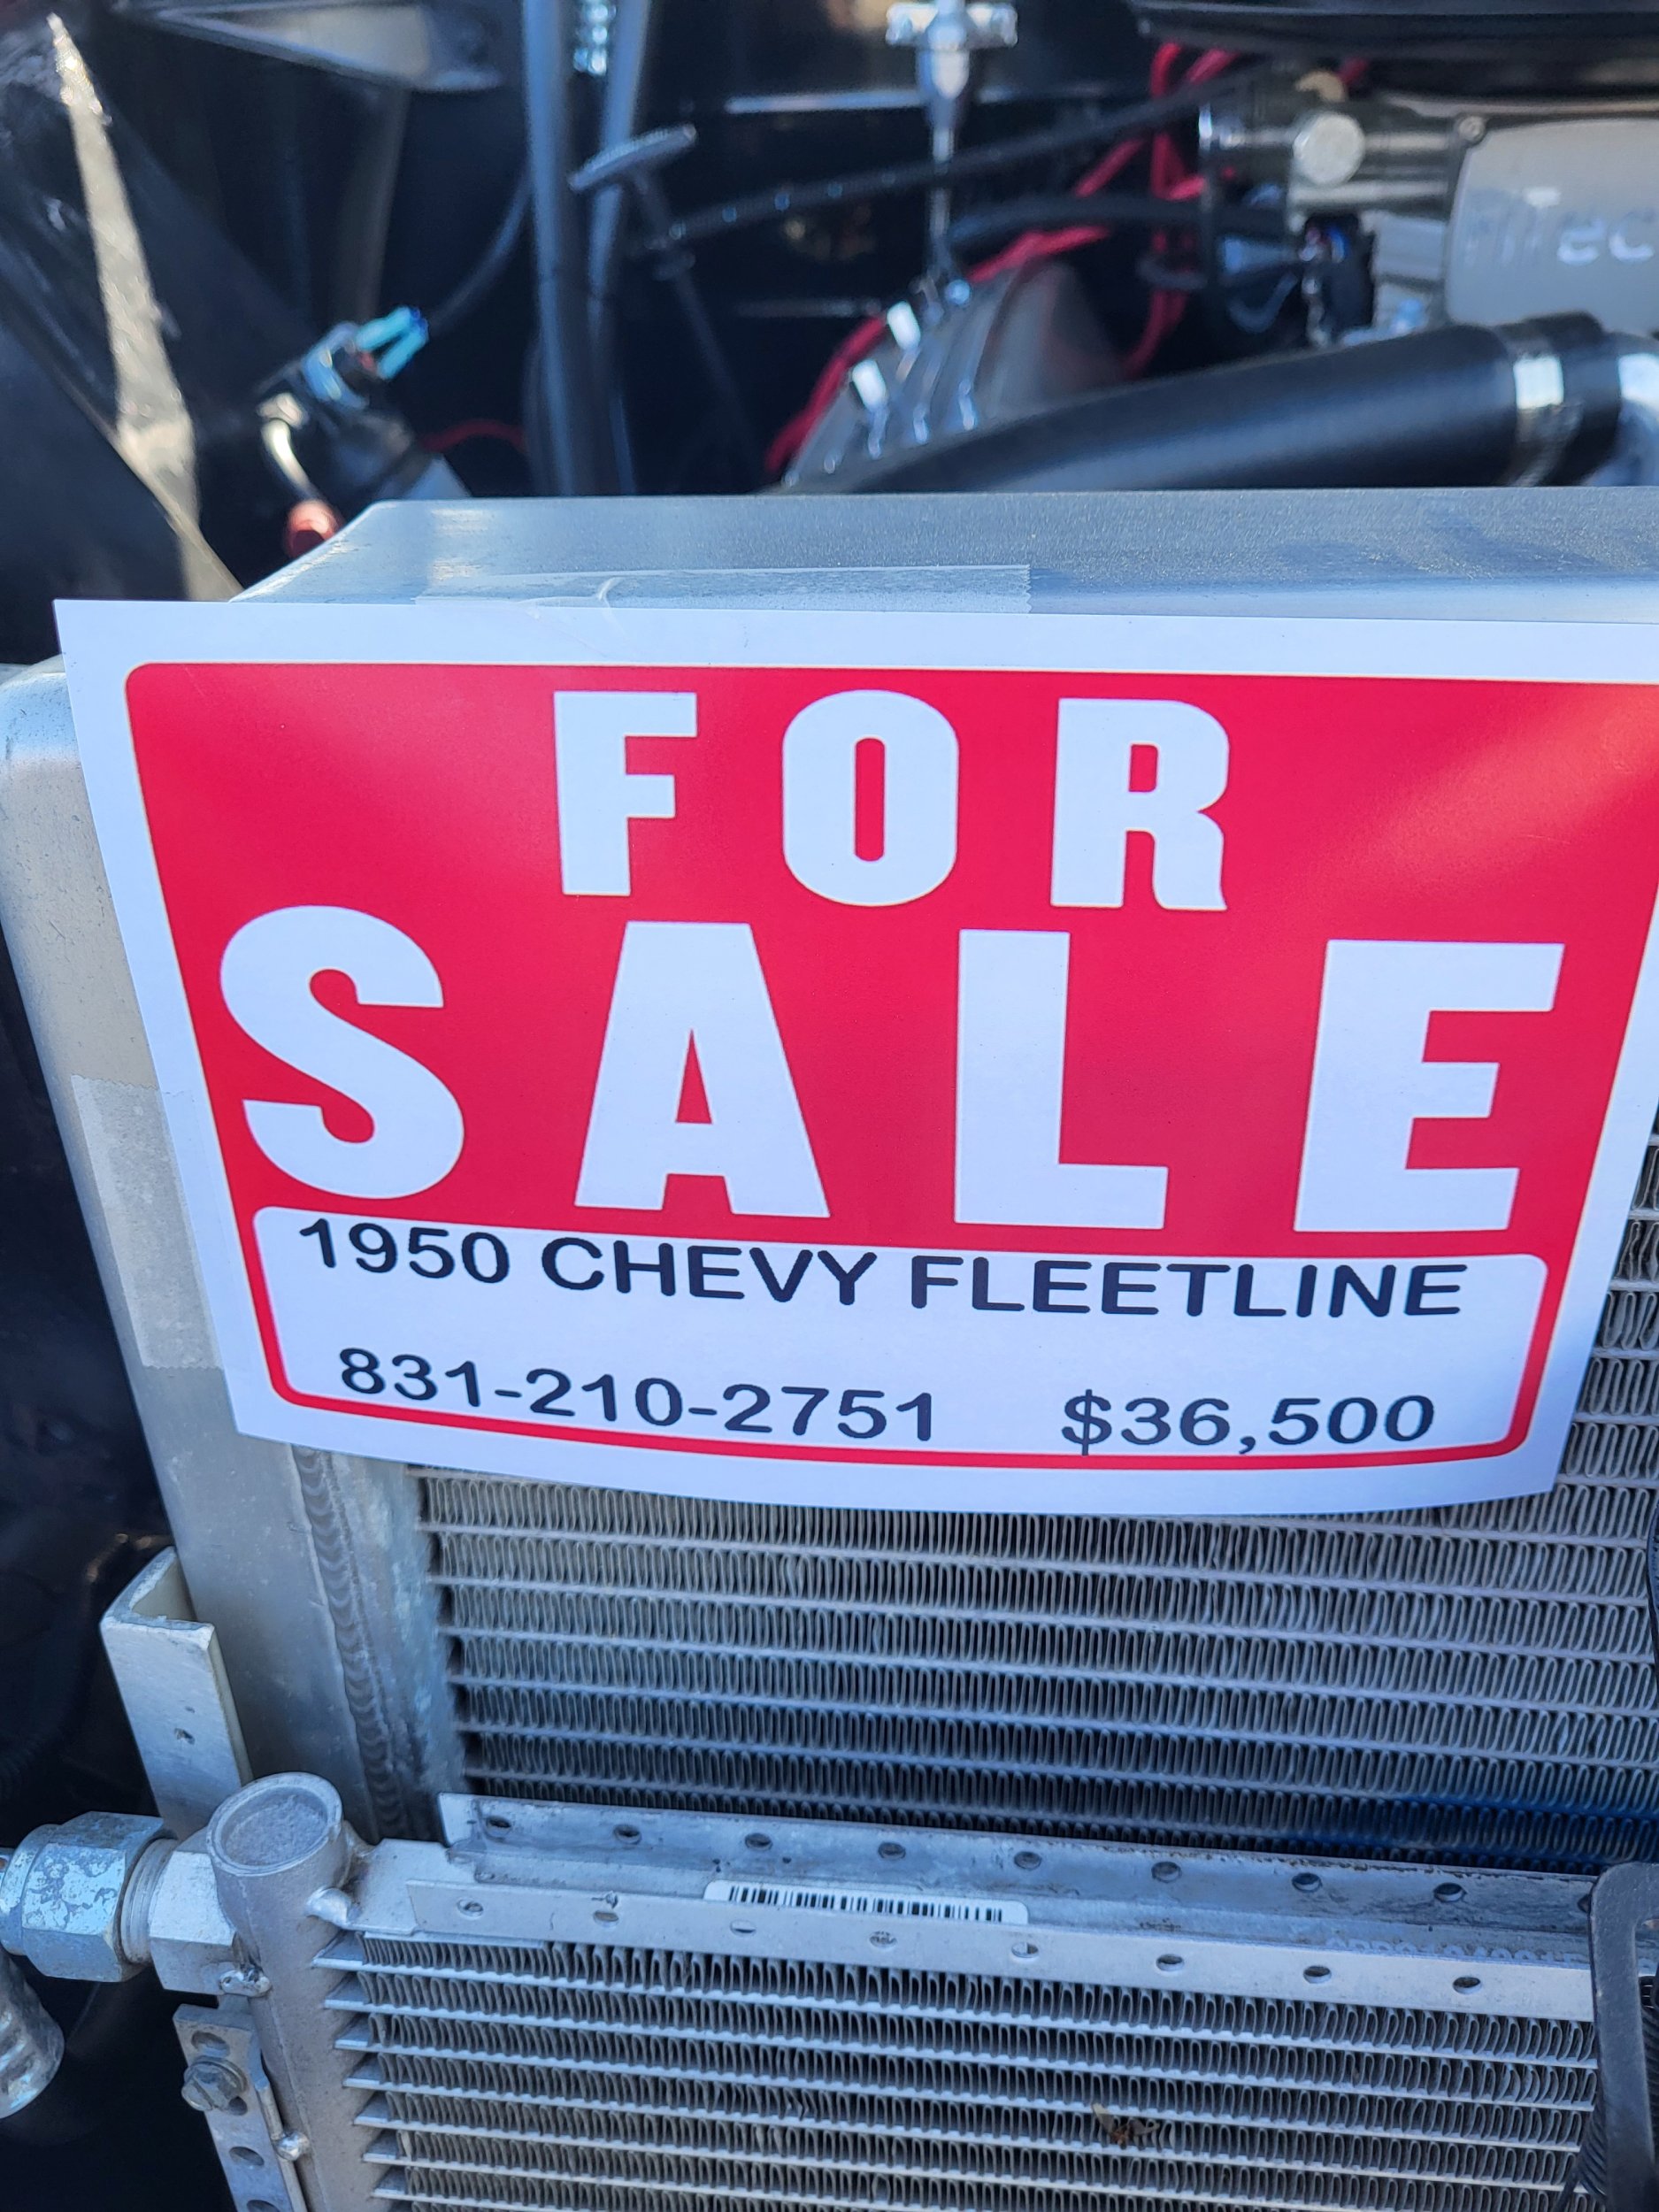 FOR
SALE
1950 CHEVY FLEETLINE
831-210-2751 $36,500